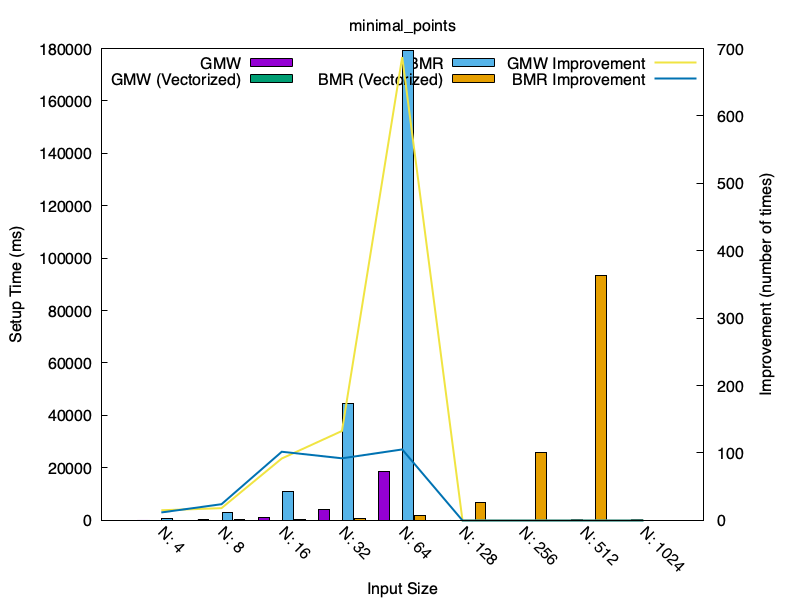 minimal_points
GMW
GMW (Vectorized)
BMR
BMR (Vectorized)
GMW Improvement
BMR Improvement
180000
160000
140000
120000
100000
80000
60000
40000
20000
0
Setup Time (ms)
700
600
500
400
300
200
100
0
Improvement (number of times)
N: 4
N: 8
N: 16
N: 32
N: 64
N: 128
N: 256
N: 512
N: 1024
Input Size